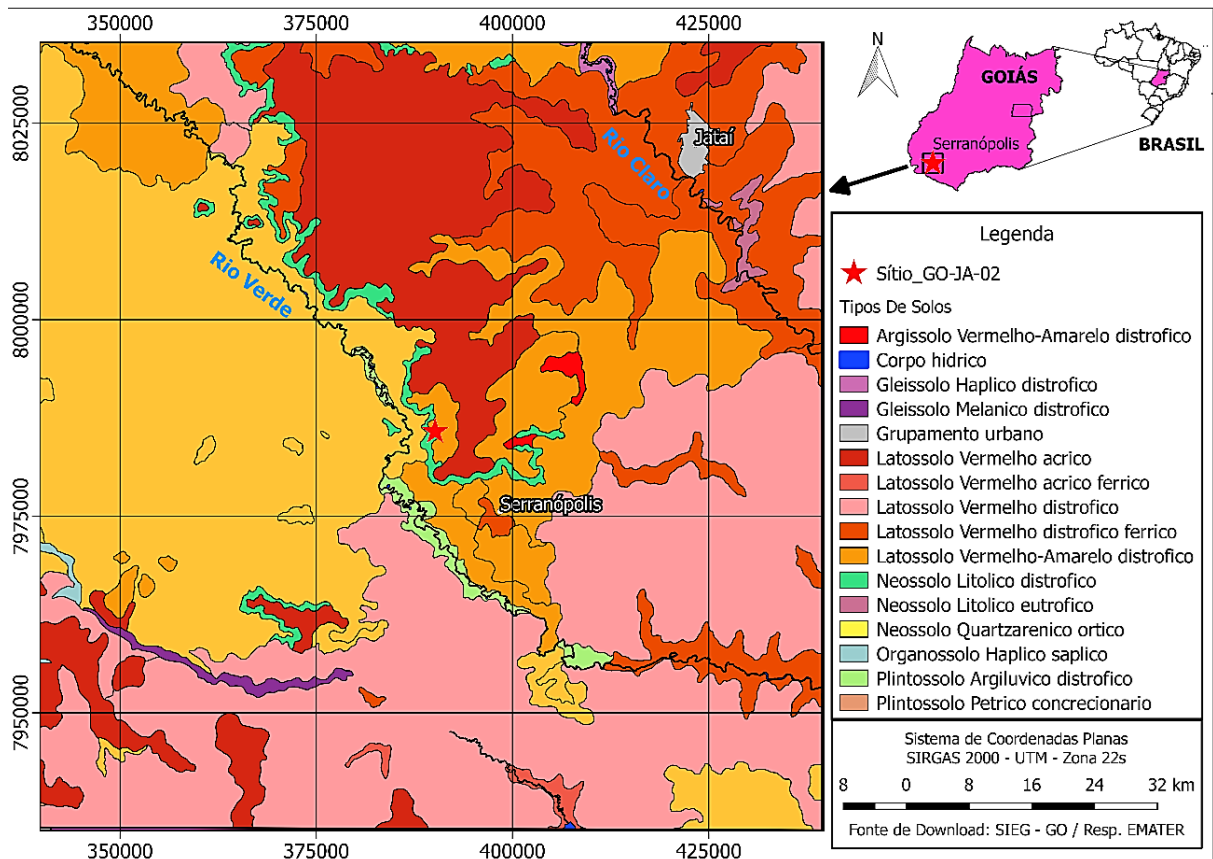 350000 375000 400000 425000
8025000
8000000
7975000
7950000
Jataí
Rio Claro
Rio Verde
Serranópolis
350000 375000 400000 425000
N
GOIÁS
Serranópolis
BRASIL
Legenda
Sítio_GO-JA-02
Tipos De Solos
Argissolo Vermelho-Amarelo distrofico
Corpo hidrico
Gleissolo Haplico distrofico
Gleissolo Melanico distrofico
Grupamento urbano
Latossolo Vermelho acrico
Latossolo Vermelho acrico ferrico
Latossolo Vermelho distrofico
Latossolo Vermelho distrofico ferrico
Latossolo Vermelho-Amarelo distrofico
Neossolo Litolico distrofico
Neossolo Litolico eutrofico
Neossolo Quartzarenico ortico
Organossolo Haplico saplico
Plintossolo Argiluvico distrofico
Plintossolo Petrico concrecionario
Sistema de Coordenadas Planas
SIRGAS 2000 - UTM - Zona 22s
8 0 8 16 24 32 km
Fonte de Download: SIEG - GO / Resp. EMATER